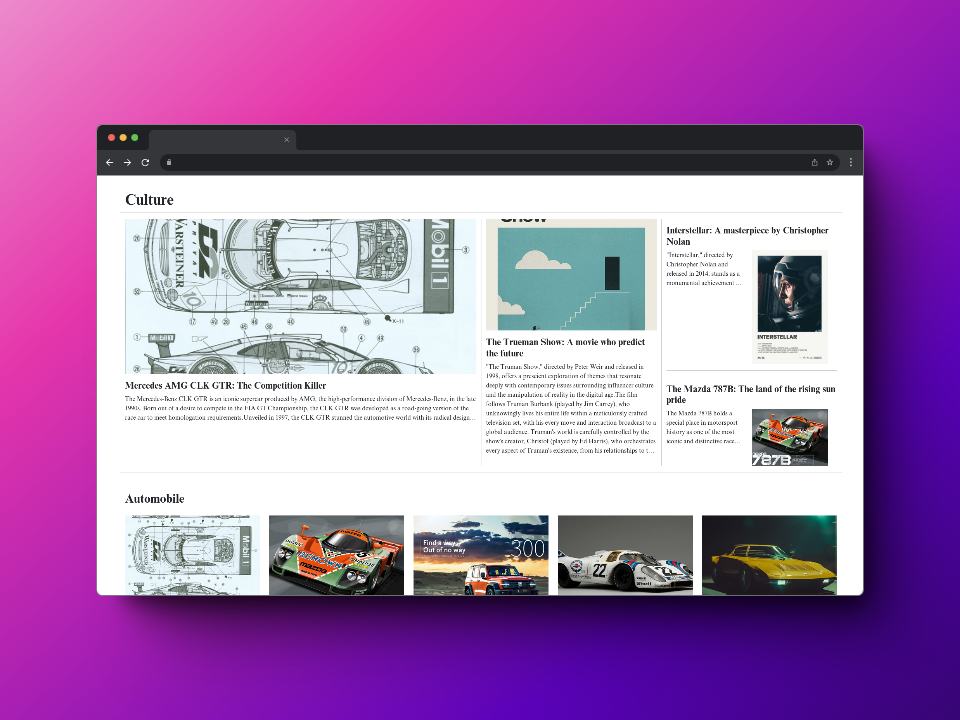 Culture
WARSTEINER
PRIVAT
Mobil 1
K-11
Mercedes AMG CLK GTR: The Competition Killer
The Mercedes-Benz CLK GTR is an iconic supercar produced by AMG, the high-performance division of Mercedes-Benz, in the late
1990s. Born out of a desire to compete in the FIA GT Championship, the CLK GTR was developed as a road-going version of the
race car to meet homologation requirements.Unveiled in 1997, the CLK GTR stunned the automotive world with its radical design…
Show
The Trueman Show: A movie who predict
the future
"The Truman Show," directed by Peter Weir and released in
1998, offers a prescient exploration of themes that resonate
deeply with contemporary issues surrounding influencer culture
and the manipulation of reality in the digital age.The film
follows Truman Burbank (played by Jim Carrey), who
unknowingly lives his entire life within a meticulously crafted
television set, with his every move and interaction broadcast to a
global audience. Truman's world is carefully controlled by the
show's creator, Christof (played by Ed Harris), who orchestrates
every aspect of Truman's existence, from his relationships to t…
Interstellar: A masterpiece by Christopher
Nolan
"Interstellar," directed by
Christopher Nolan and
released in 2014, stands as a
monumental achievement …
INTERSTELLAR
The Mazda 787B: The land of the rising sun
pride
The Mazda 787B holds a
special place in motorsport
history as one of the most
iconic and distinctive race…
787B
Automobile
Mobil 1
Find a way
Out of no way
300
22
22